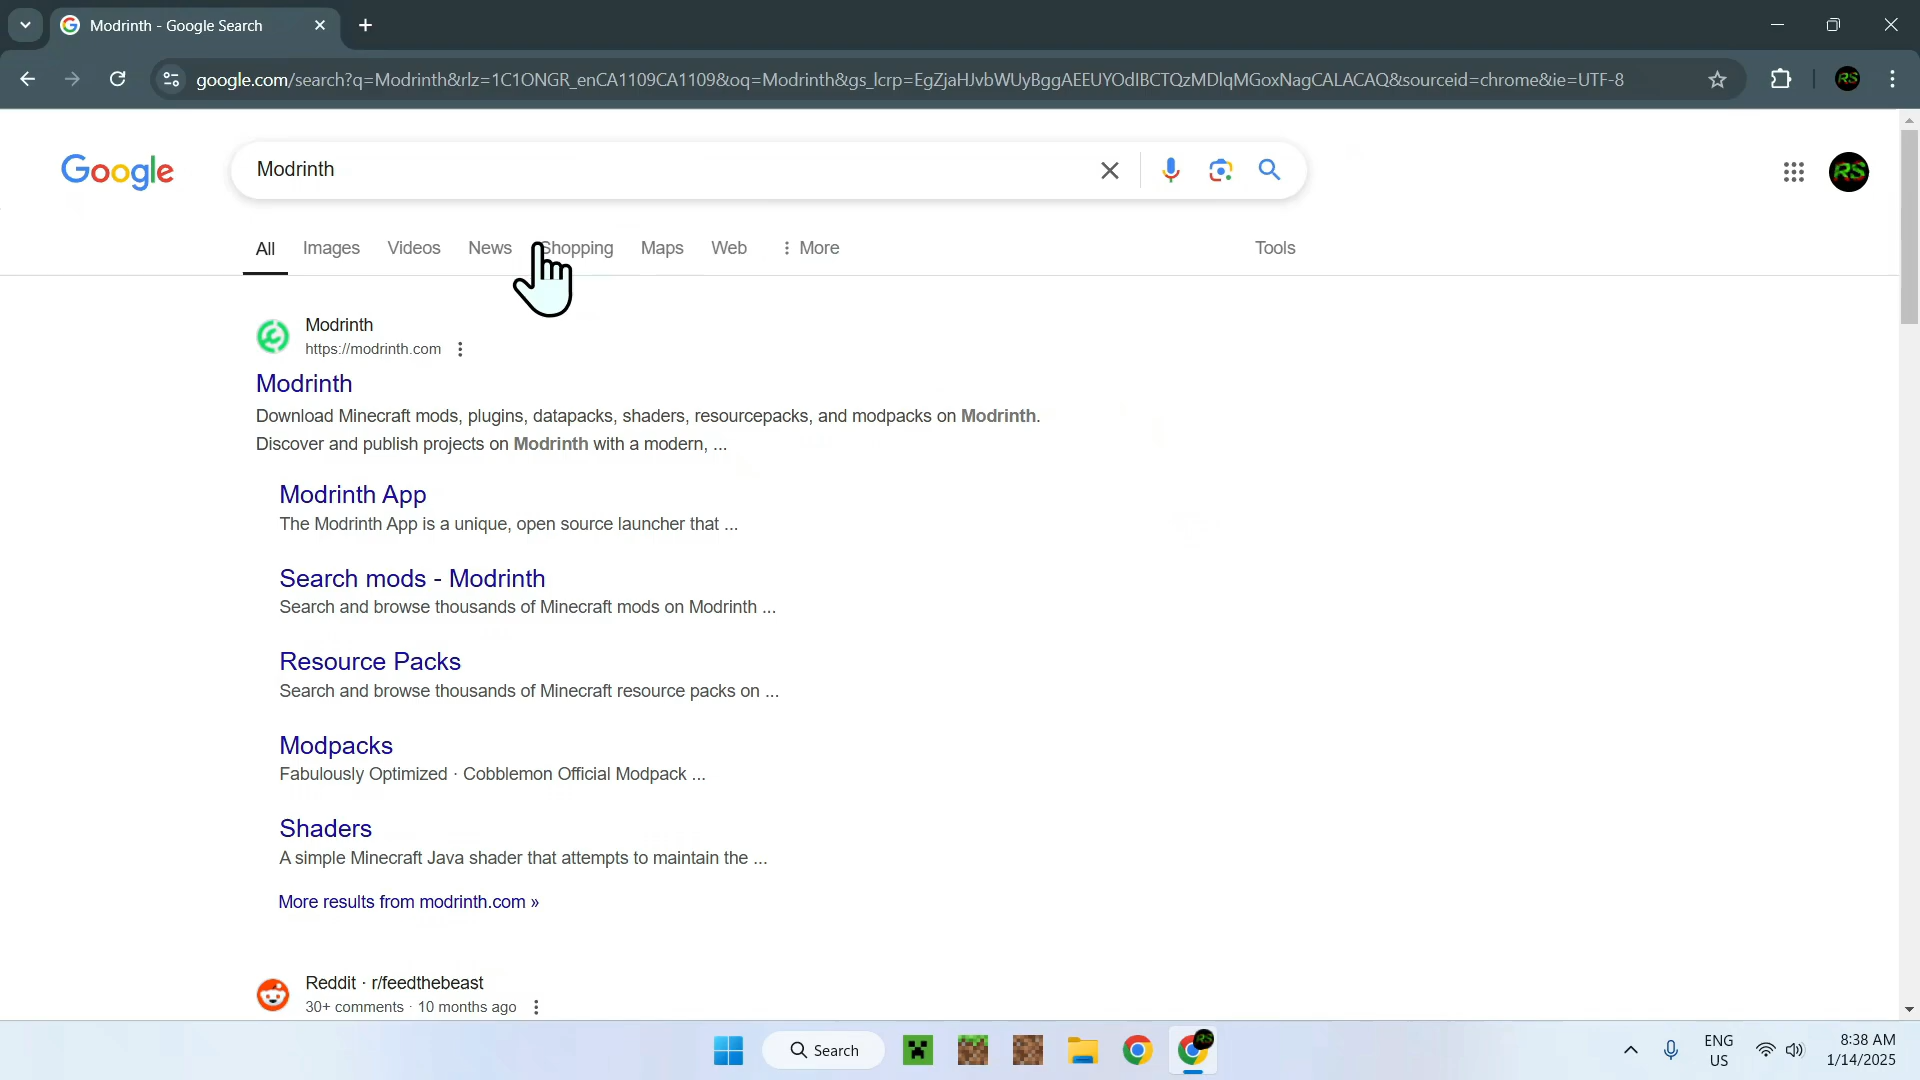 Modrinth - Google Search
google.com/search?q=Modrinth&rlz=1C1ONGR_enCA1109CA1109&oq=Modrinth&gs_lcrp=EgZjaHJvbWUyBggAEEUYOdIBCTQzMDlqMGoxNagCALACAQ&sourceid=chrome&ie=UTF-8
RS
Google
Modrinth
RS
All Images Videos News Shopping Maps Web More Tools
Modrinth
https://modrinth.com
Modrinth
Download Minecraft mods, plugins, datapacks, shaders, resourcepacks, and modpacks on Modrinth.
Discover and publish projects on Modrinth with a modern, ...
Modrinth App
The Modrinth App is a unique, open source launcher that ...
Search mods - Modrinth
Search and browse thousands of Minecraft mods on Modrinth ...
Resource Packs
Search and browse thousands of Minecraft resource packs on ...
Modpacks
Fabulously Optimized · Cobblemon Official Modpack ...
Shaders
A simple Minecraft Java shader that attempts to maintain the ...
More results from modrinth.com »
Reddit · r/feedthebeast
30+ comments · 10 months ago
Search
RS
ENG
US
8:38 AM
1/14/2025